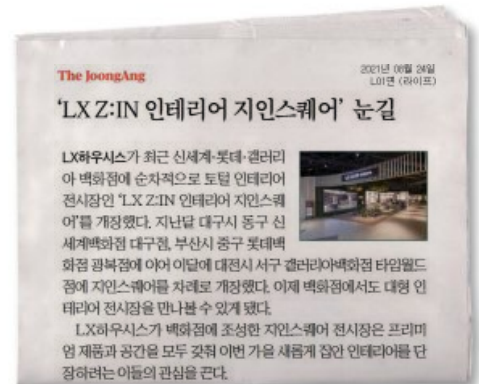 The JoongAng
2021년 08월 24일
L01면 (라이프)
'LX Z:IN 인테리어 지인스퀘어' 눈길
LX하우시스가 최근 신세계·롯데·갤러리
아 백화점에 순차적으로 토털 인테리어
전시장인 'LX Z:IN 인테리어 지인스퀘
어'를 개장했다. 지난달 대구시 동구 신
세계백화점 대구점, 부산시 중구 롯데백
화점 광복점에 이어 이달에 대전시 서구 갤러리아백화점 타임월드
점에 지인스퀘어를 차례로 개장했다. 이제 백화점에서도 대형 인
테리어 전시장을 만나볼 수 있게 됐다.
LX하우시스가 백화점에 조성한 지인스퀘어 전시장은 프리미
엄 제품과 공간을 모두 갖춰 이번 가을 새롭게 집안 인테리어를 단
장하려는 이들의 관심을 끈다.